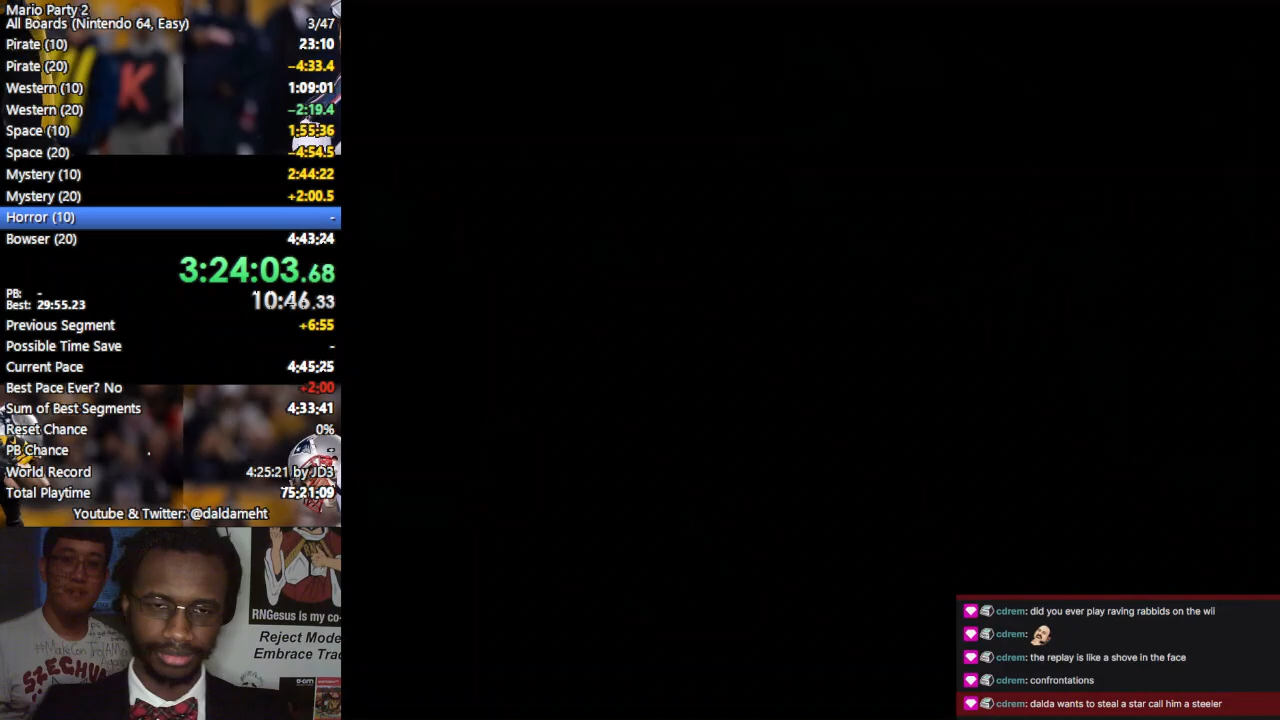 Mario Party 2
All Boards (Nintendo 64, Easy) 3/47
Pirate (10) 23:10
Pirate (20) −4:33.4
Western (10) 1:09:01
Western (20) −2:19.4
Space (10) 1:55:36
Space (20) −4:54.5
Mystery (10) 2:44:22
Mystery (20) +2:00.5
Horror (10) -
Bowser (20) 4:43:24
3:24:03.68
PB: -
Best: 29:55.23 10:46.33
Previous Segment +6:55
Possible Time Save -
Current Pace 4:45:25
Best Pace Ever? No +2:00
Sum of Best Segments 4:33:41
Reset Chance 0%
PB Chance -
World Record 4:25:21 by JD3
Total Playtime 75:21:09
Youtube & Twitter: @daldameht
K
RNGesus is my co-
Reject Mode
Embrace Tra
cdrem: did you ever play raving rabbids on the wii
cdrem:
cdrem: the replay is like a shove in the face
cdrem: confrontations
cdrem: dalda wants to steal a star call him a steeler